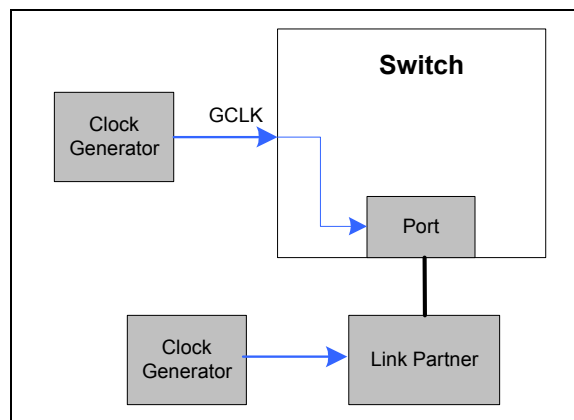 Switch
GCLK
Clock
Generator
Port
Clock
Generator
Link Partner